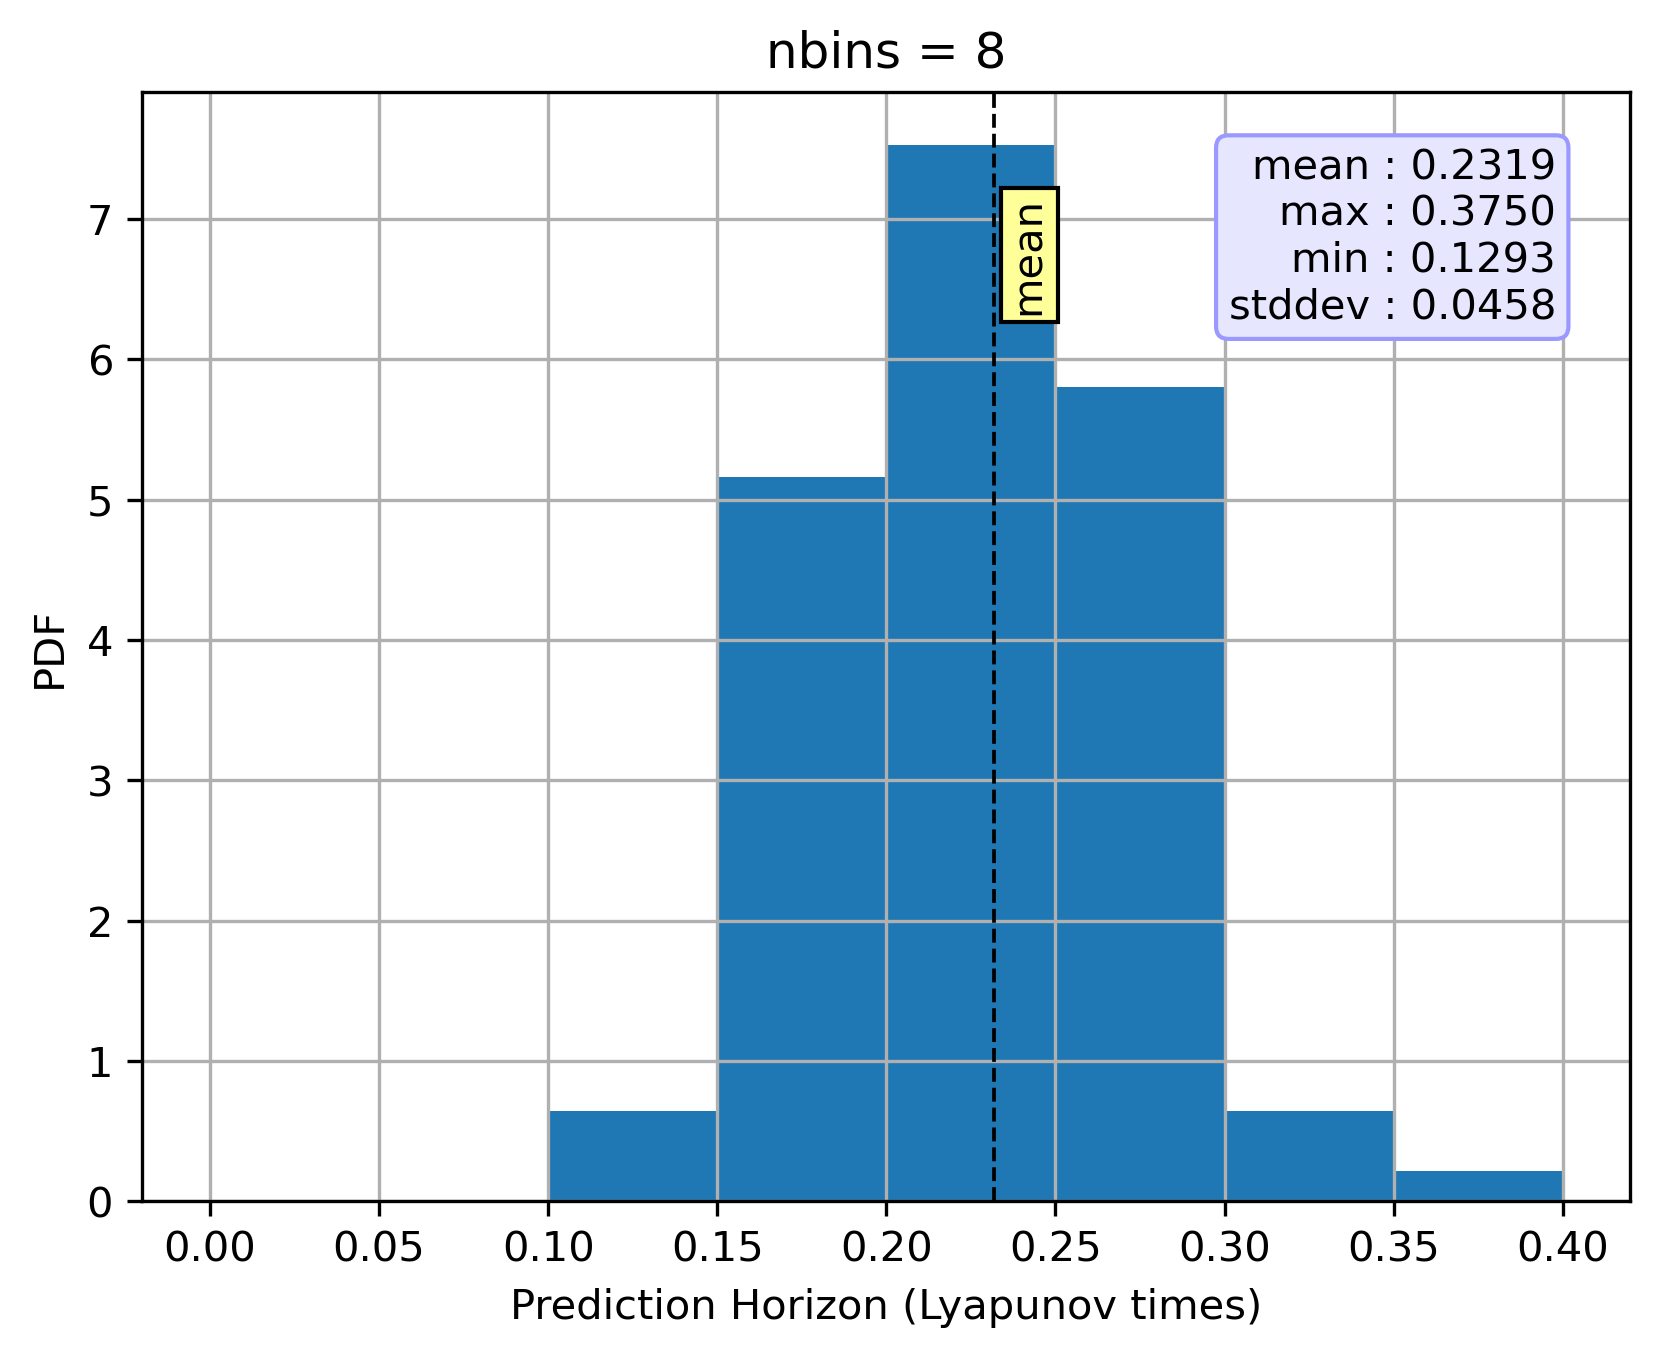 nbins = 8
mean : 0.2319
max : 0.3750
min : 0.1293
stddev : 0.0458
mean
7
6
5
4
3
2
1
0
PDF
0.00 0.05 0.10 0.15 0.20 0.25 0.30 0.35 0.40
Prediction Horizon (Lyapunov times)